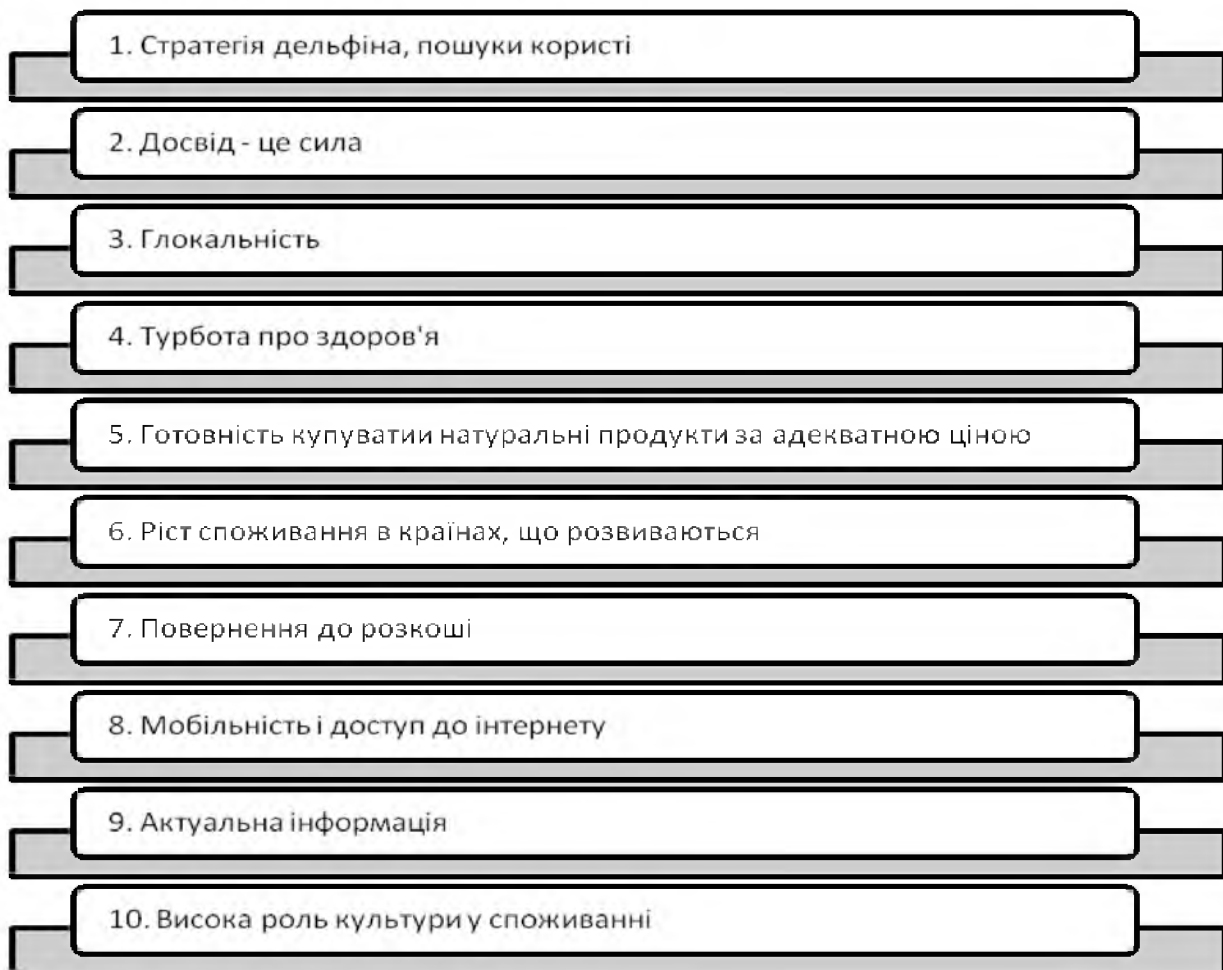 1. Стратегія дельфіна, пошуки користі
2. Досвід - це сила
3. Глокальність
4. Турбота про здоров'я
5. Готовність купуватии натуральні продукти за адекватною ціною
6. Ріст споживання в країнах, що розвиваються
7. Повернення до розкоші
8. Мобільність і доступ до інтернету
9. Актуальна інформація
10. Висока роль культури у споживанні